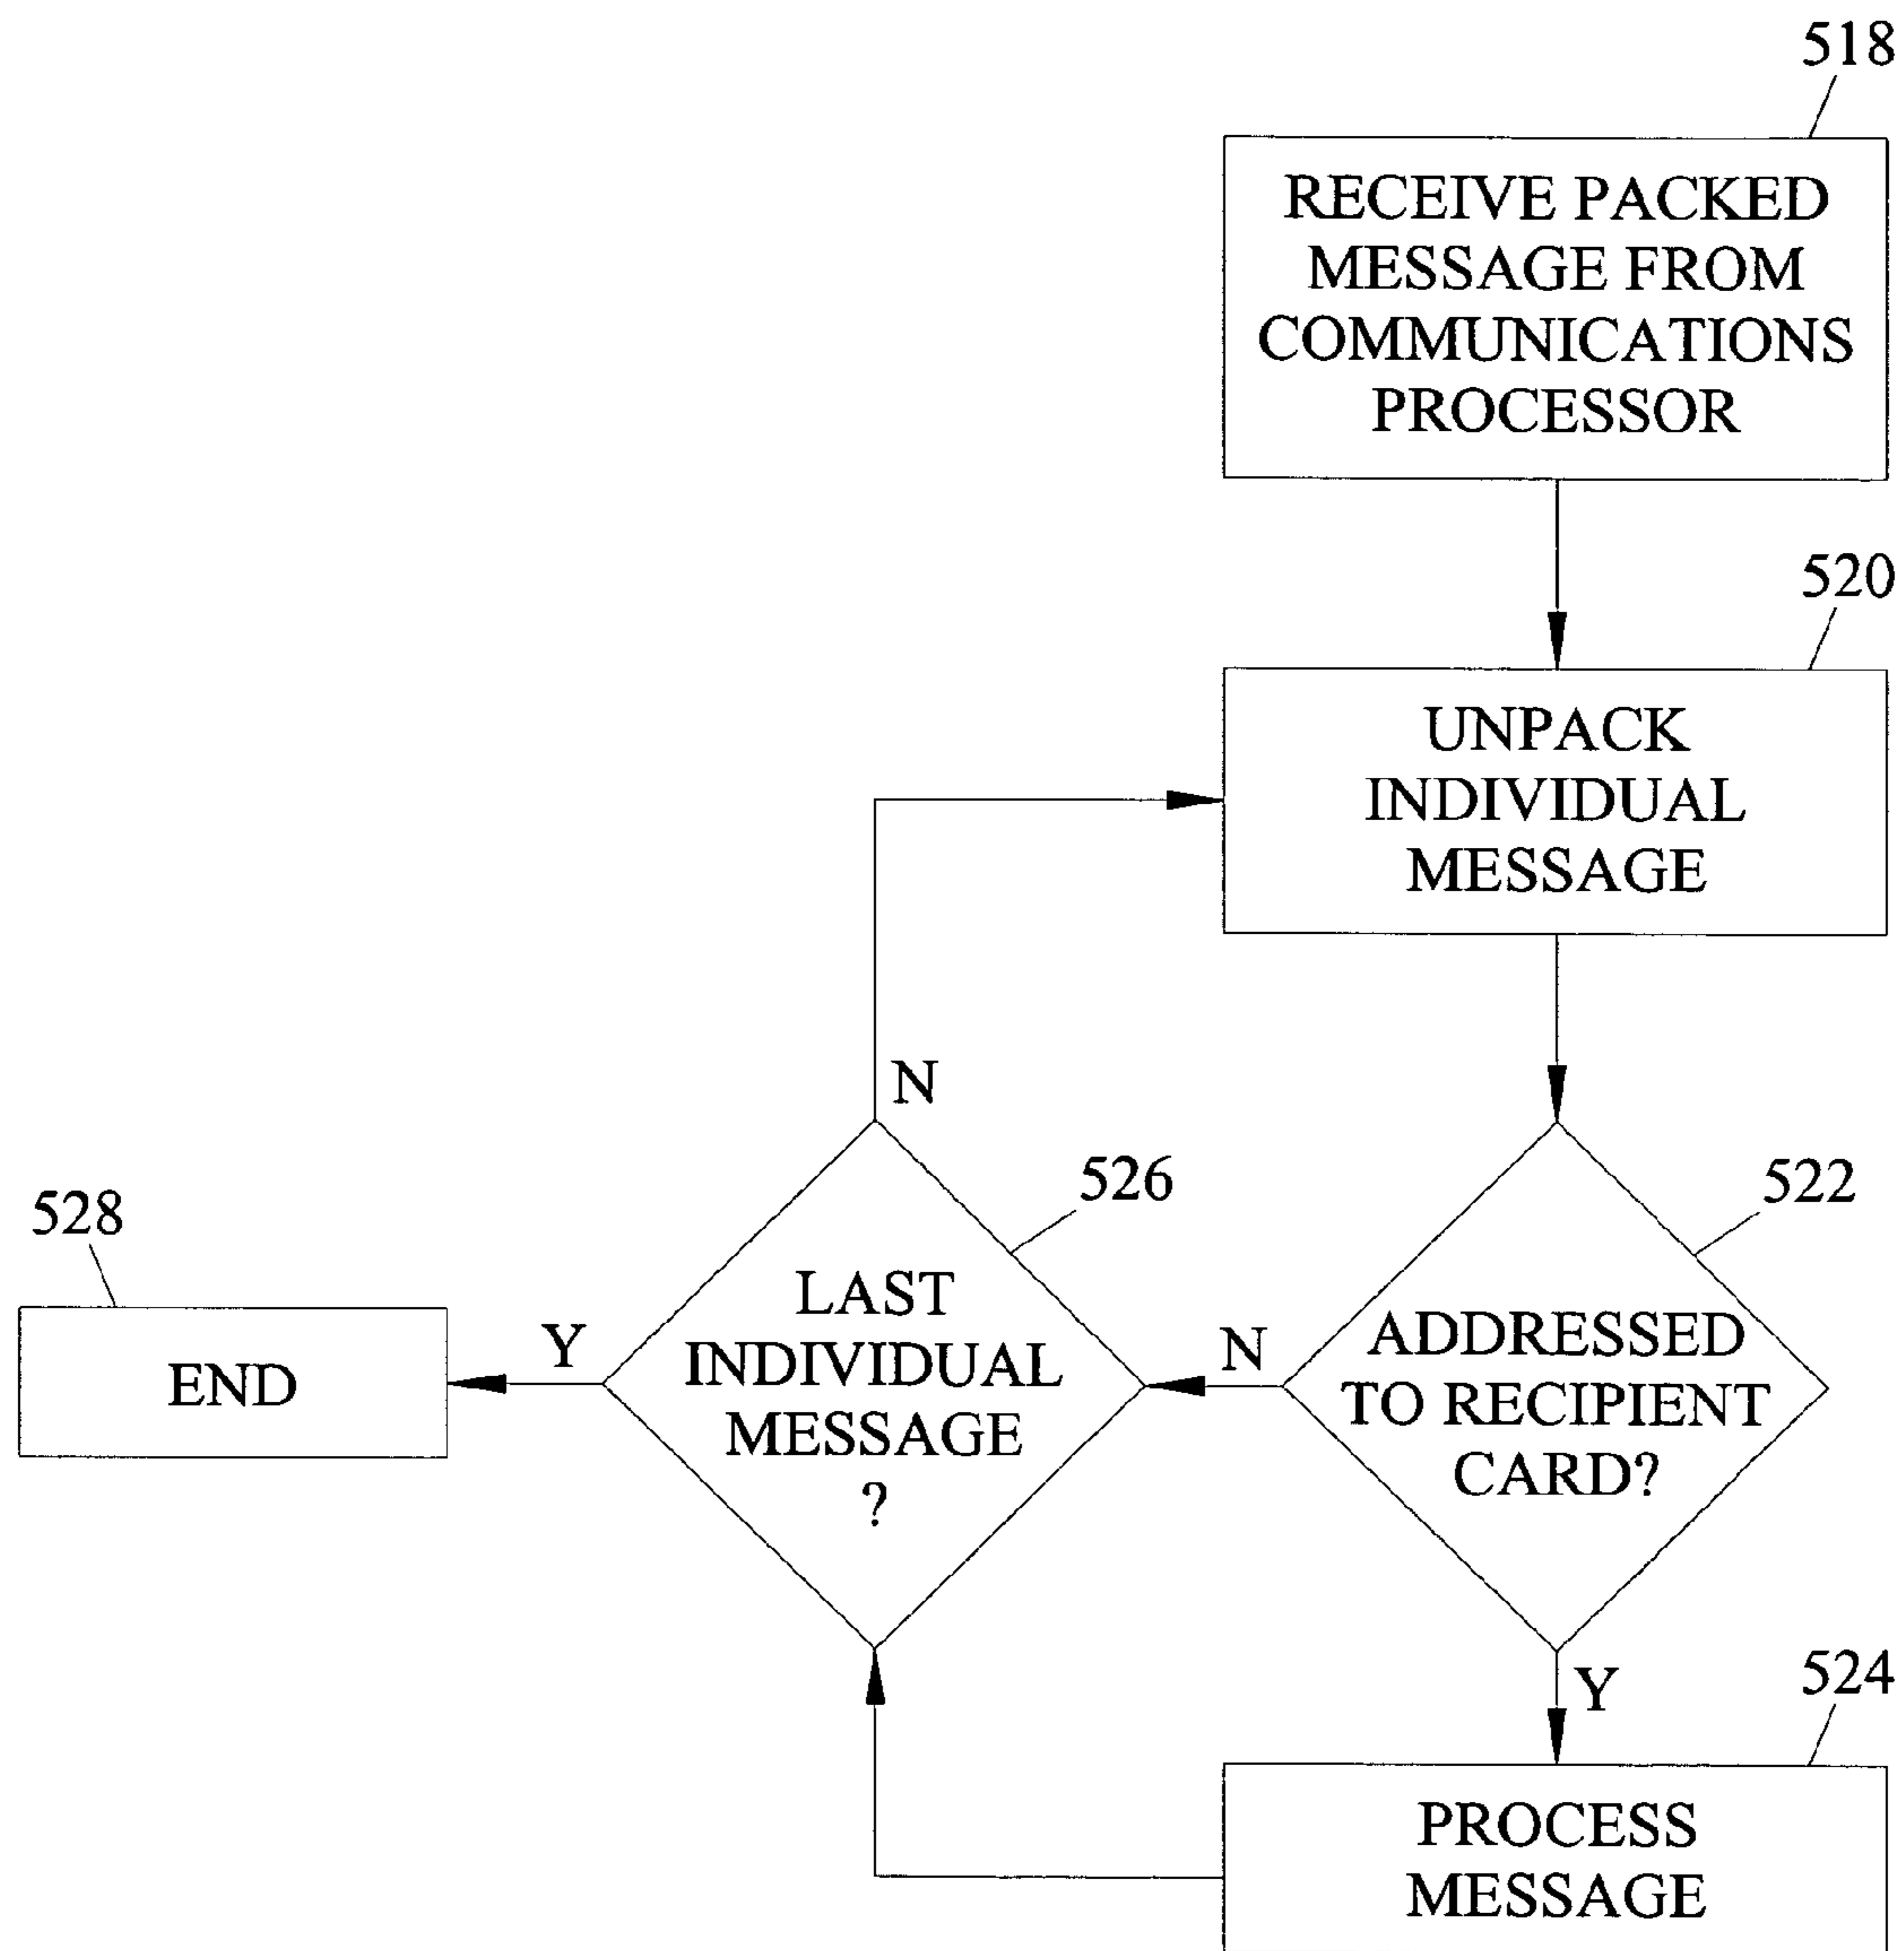 518
RECEIVE PACKED
MESSAGE FROM
COMMUNICATIONS
PROCESSOR
520
UNPACK
INDIVIDUAL
MESSAGE
N
526
522
528
LAST
INDIVIDUAL
MESSAGE
?
Y
END
N
ADDRESSED
TO RECIPIENT
CARD?
Y
524
PROCESS
MESSAGE